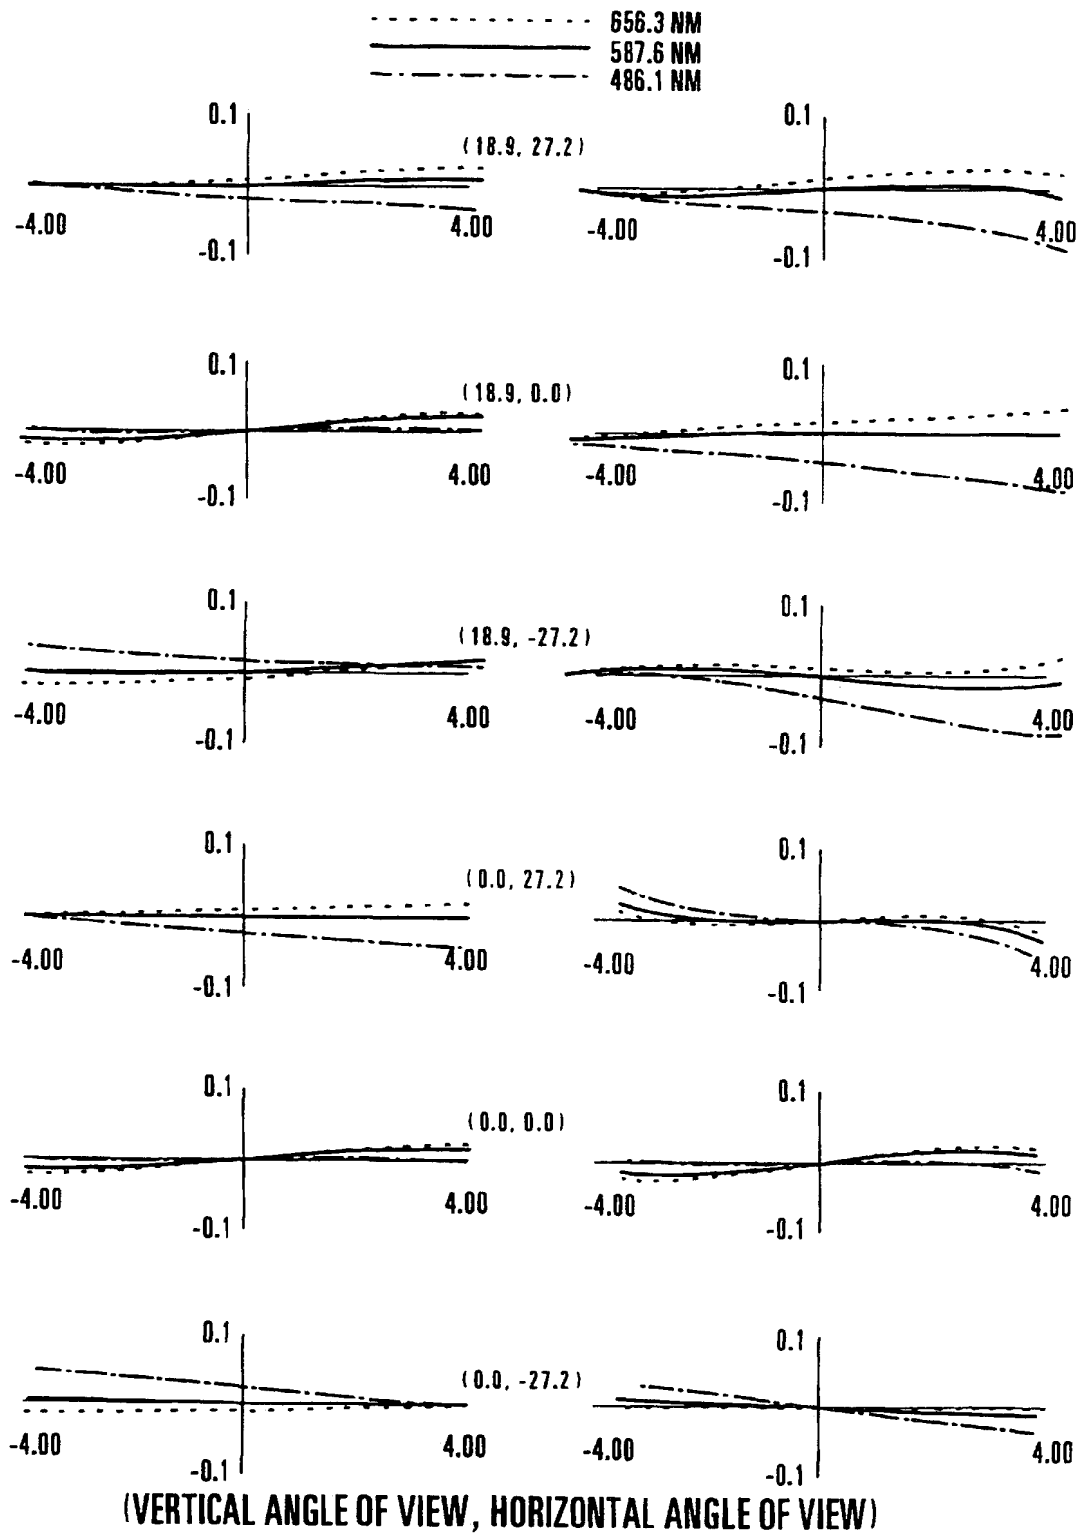 656.3 NM
587.6 NM
486.1 NM
0.1 0.1
(18.9, 27.2)
-4.00 4.00 -4.00 4.00
-0.1 -0.1
0.1 0.1
(18.9, 0.0)
-4.00 4.00 -4.00 4.00
-0.1 -0.1
0.1 0.1
(18.9, -27.2)
-4.00 4.00 -4.00 4.00
-0.1 -0.1
0.1 0.1
(0.0, 27.2)
-4.00 4.00 -4.00 4.00
-0.1 -0.1
0.1 0.1
(0.0, 0.0)
-4.00 4.00 -4.00 4.00
-0.1 -0.1
0.1 0.1
(0.0, -27.2)
-4.00 4.00 -4.00 4.00
-0.1 -0.1
(VERTICAL ANGLE OF VIEW, HORIZONTAL ANGLE OF VIEW)